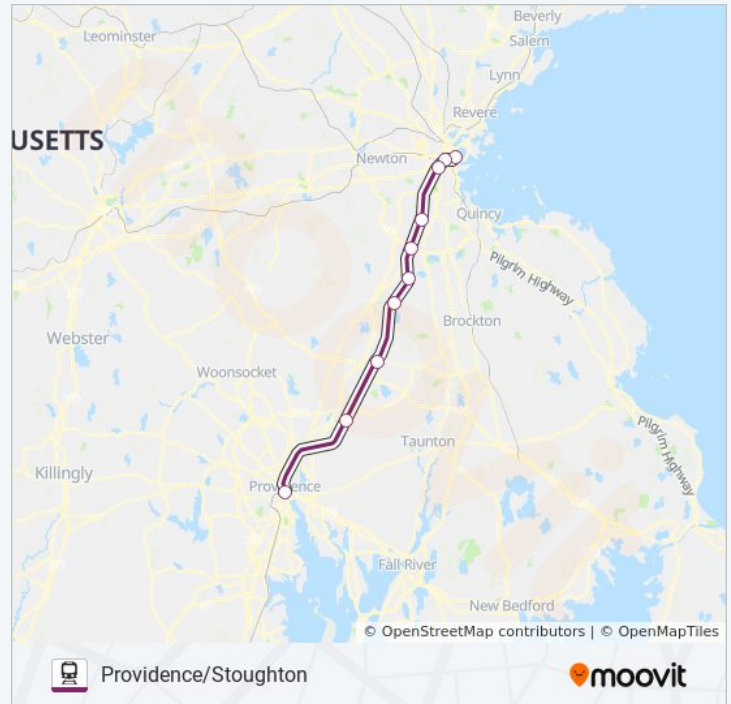 Beverly
Leominster
Salem
Lynn
Revere
USETTS
Newton
Quincy
Pilgrim Highway
Brockton
Webster
Woonsocket
Pilgrim Highway
Taunton
Killingly
Providence
Fall River
New Bedford
© OpenStreetMap contributors | © OpenMapTiles
Providence/Stoughton
moovit